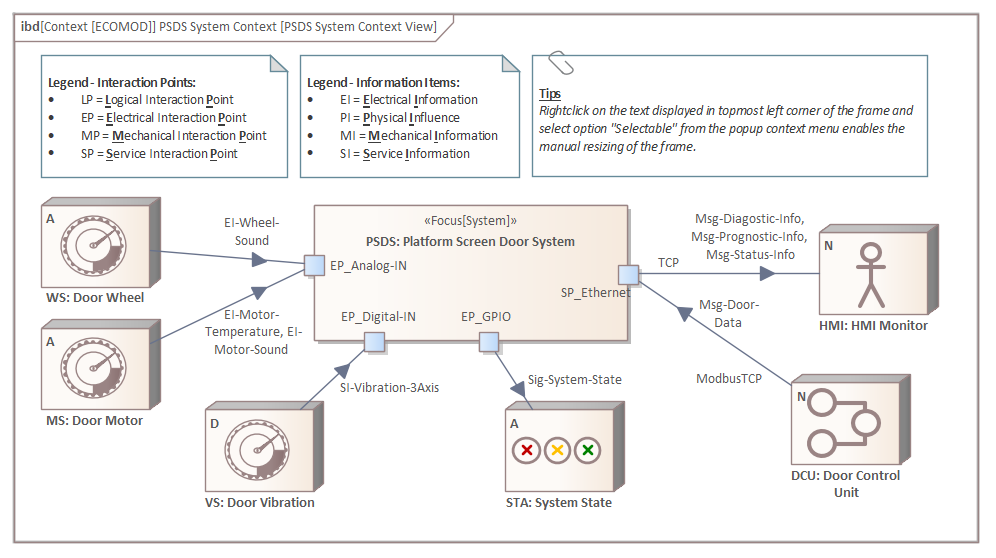 ibd[Context [ECOMOD]] PSDS System Context [PSDS System Context View]
Legend - Interaction Points:
• LP = Logical Interaction Point
• EP = Electrical Interaction Point
• MP = Mechanical Interaction Point
• SP = Service Interaction Point
Legend - Information Items:
• EI = Electrical Information
• PI = Physical Influence
• MI = Mechanical Information
• SI = Service Information
Tips
Rightclick on the text displayed in topmost left corner of the frame and
select option "Selectable" from the popup context menu enables the
manual resizing of the frame.
A
WS: Door Wheel
EI-Wheel-
Sound
A
MS: Door Motor
EI-Motor-
Temperature, EI-
Motor-Sound
«Focus[System]»
PSDS: Platform Screen Door System
EP_Analog-IN
EP_Digital-IN
EP_GPIO
SP_Ethernet
TCP
Msg-Diagostic-Info,
Msg-Prognostic-Info,
Msg-Status-Info
N
HMI: HMI Monitor
Msg-Door-
Data
ModbusTCP
N
DCU: Door Control
Unit
SI-Vibration-3Axis
D
VS: Door Vibration
Sig-System-State
A
STA: System State